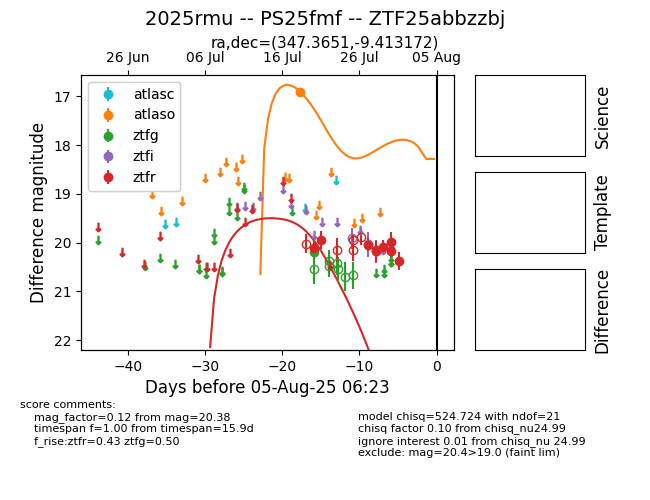 2025rmu -- PS25fmf -- ZTF25abbzzbj
ra,dec=(347.3651,-9.413172)
26 Jun 06 Jul 16 Jul 26 Jul 05 Aug
atlasc
atlaso
ztfg
ztfi
ztfr
17
18
19
20
21
22
Difference magnitude
−40 −30 −20 −10 0
Days before 05-Aug-25 06:23
Science
Template
Difference
score comments:
mag_factor=0.12 from mag=20.38
timespan f=1.00 from timespan=15.9d
f_rise:ztfr=0.43 ztfg=0.50
model chisq=524.724 with ndof=21
chisq factor 0.10 from chisq_nu24.99
ignore interest 0.01 from chisq_nu 24.99
exclude: mag=20.4>19.0 (faint lim)